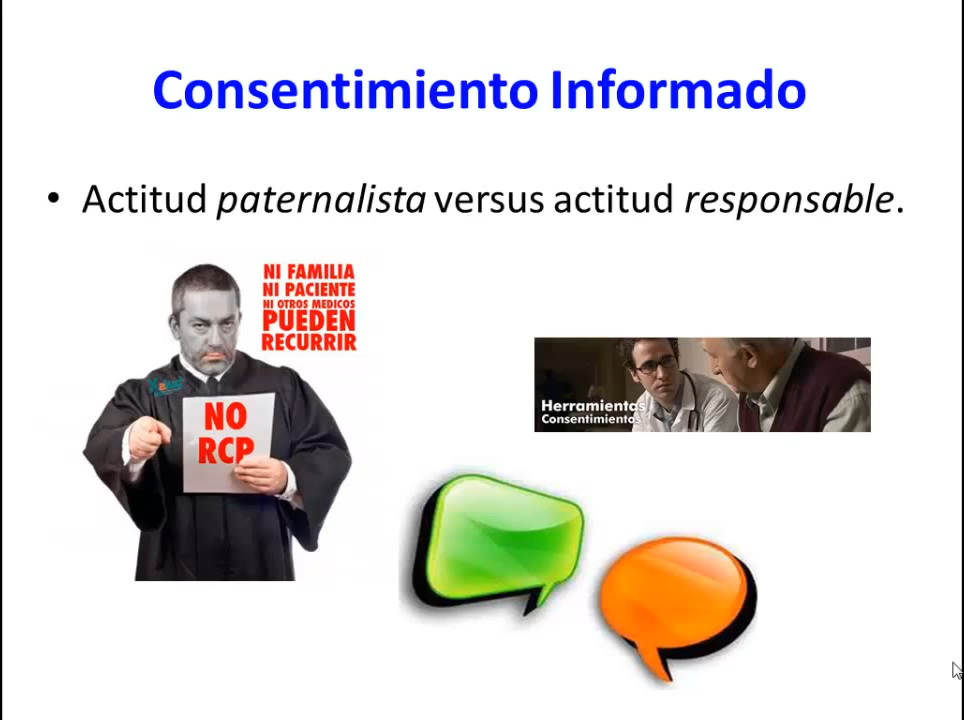 Consentimiento Informado
• Actitud paternalista versus actitud responsable.
NI FAMILIA
NI PACIENTE
NI OTROS MEDICOS
PUEDEN
RECURRIR
NO
RCP
Herramientas
Consentimientos